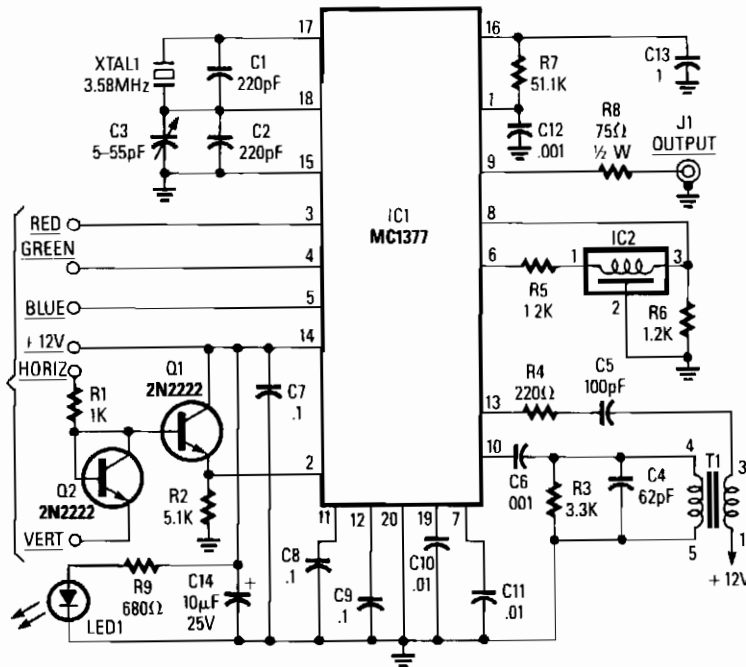 17
XTAL1
3.58MHz
C1
220pF
18
C3
5–55pF
C2
220pF
15
RED
3
GREEN
4
BLUE
5
+12V
14
HORIZ
R1
1K
Q1
2N2222
C7
.1
Q2
2N2222
R2
5.1K
2
VERT
R9
680Ω
LED1
C14
10µF
25V
+
IC1
MC1377
11
12
20
19
7
C8
.1
C9
.1
C10
.01
C11
.01
16
R7
51.1K
C13
1
1
C12
.001
R8
75Ω
½ W
J1
OUTPUT
9
8
IC2
6
R5
1 2K
1
3
2
R6
1.2K
R4
220Ω
C5
100pF
13
10
C6
001
R3
3.3K
C4
62pF
4
T1
3
5
1
+ 12V